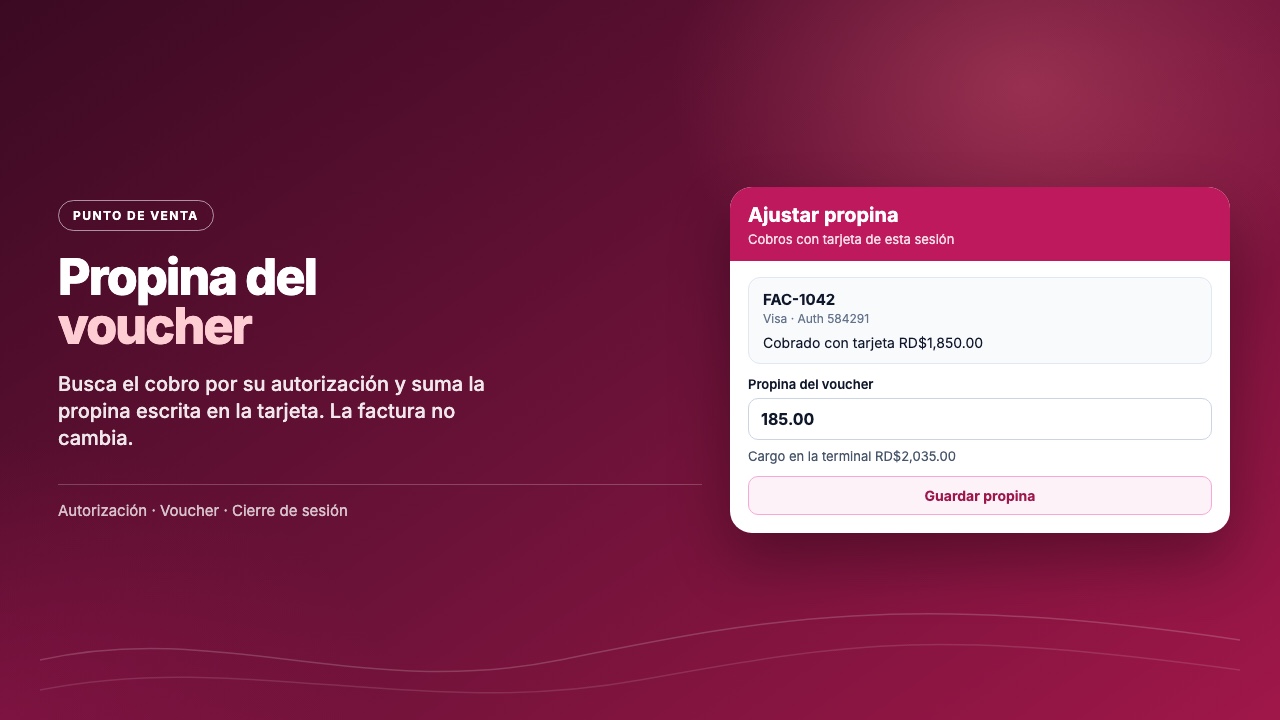 PUNTO DE VENTA
Propina del
voucher
Busca el cobro por su autorización y suma la
propina escrita en la tarjeta. La factura no
cambia.
Autorización · Voucher · Cierre de sesión
Ajustar propina
Cobros con tarjeta de esta sesión
FAC-1042
Visa · Auth 584291
Cobrado con tarjeta RD$1,850.00
Propina del voucher
185.00
Cargo en la terminal RD$2,035.00
Guardar propina